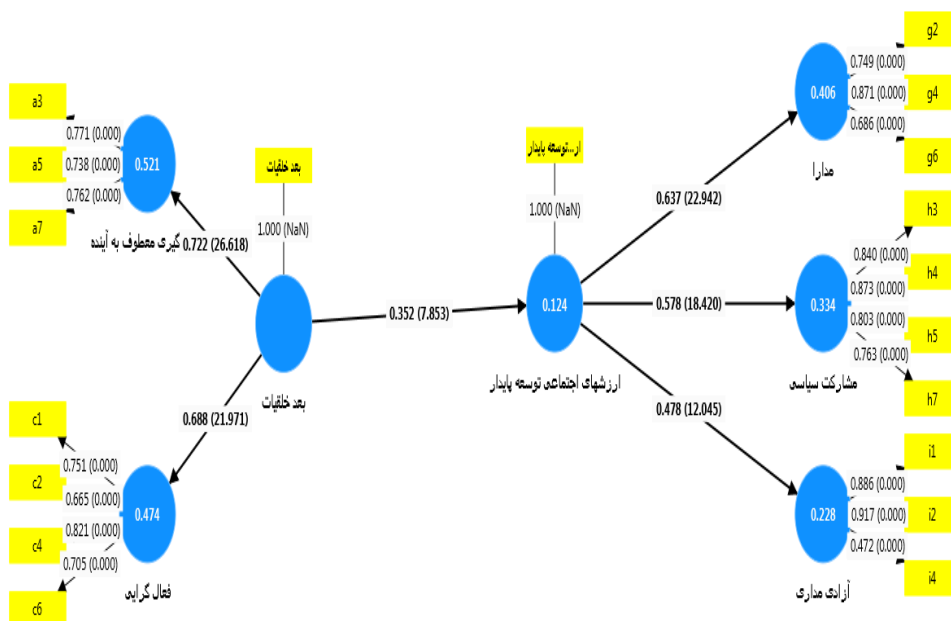 a3
a5
a7
0.771 (0.000)
0.738 (0.000)
0.762 (0.000)
0.521
گیری معطوف به آینده
0.722 (26.618)
بعد خلقیات
1.000 (NaN)
بعد خلقیات
0.688 (21.971)
c1
c2
c4
c6
0.751 (0.000)
0.665 (0.000)
0.821 (0.000)
0.705 (0.000)
0.474
فعال گرایی
0.352 (7.853)
ار...توسعه پایدار
1.000 (NaN)
0.124
ارزشهای اجتماعی توسعه پایدار
0.637 (22.942)
0.578 (18.420)
0.478 (12.045)
0.406
مدارا
0.749 (0.000)
0.871 (0.000)
0.686 (0.000)
g2
g4
g6
0.334
مشارکت سیاسی
0.840 (0.000)
0.873 (0.000)
0.803 (0.000)
0.763 (0.000)
h3
h4
h5
h7
0.228
آزادی مداری
0.886 (0.000)
0.917 (0.000)
0.472 (0.000)
i1
i2
i4